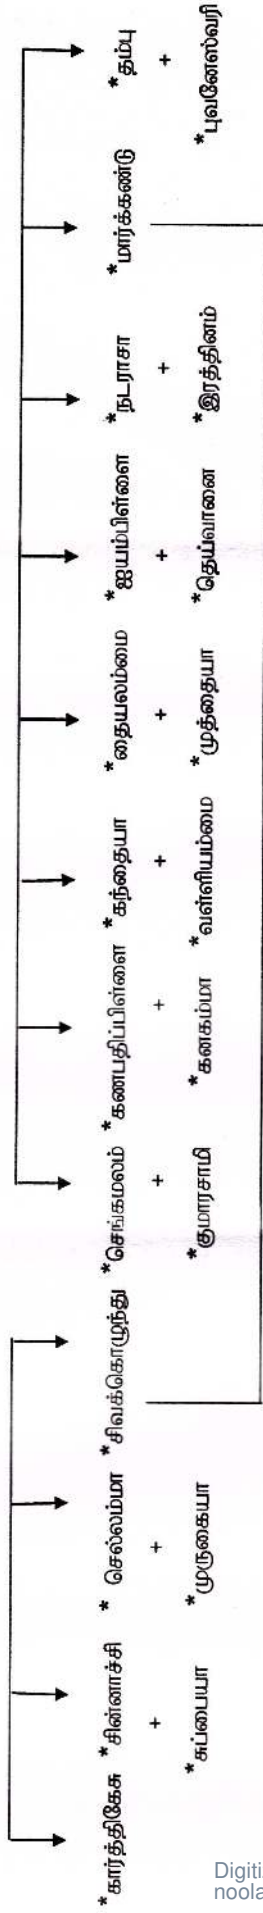 *கார்த்திகேசு *சின்னாச்சி * செல்லம்மா *சிவக்கொழுந்து *செங்கமலம் *கணபதிப்பிள்ளை *கந்தையா *தையலம்மை *ஐயம்பிள்ளை *நடராசா *மார்க்கண்டு *தம்பு
+ + + + + + + + + +
*சுப்பையா *முருகையா *குமாரசாமி *கனகம்மா *வள்ளியம்மை *முத்தையா *தெய்வானை *இரத்தினம் *புவனேஸ்வரி